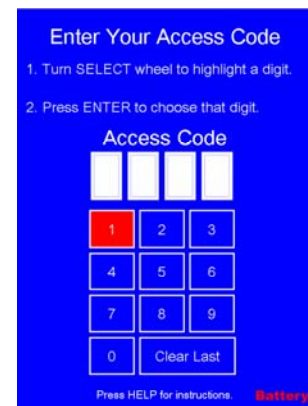 Enter Your Access Code
1. Turn SELECT wheel to highlight a digit.
2. Press ENTER to choose that digit.
Access Code
1 2 3
4 5 6
7 8 9
0 Clear Last
Press HELP for instructions. Battery